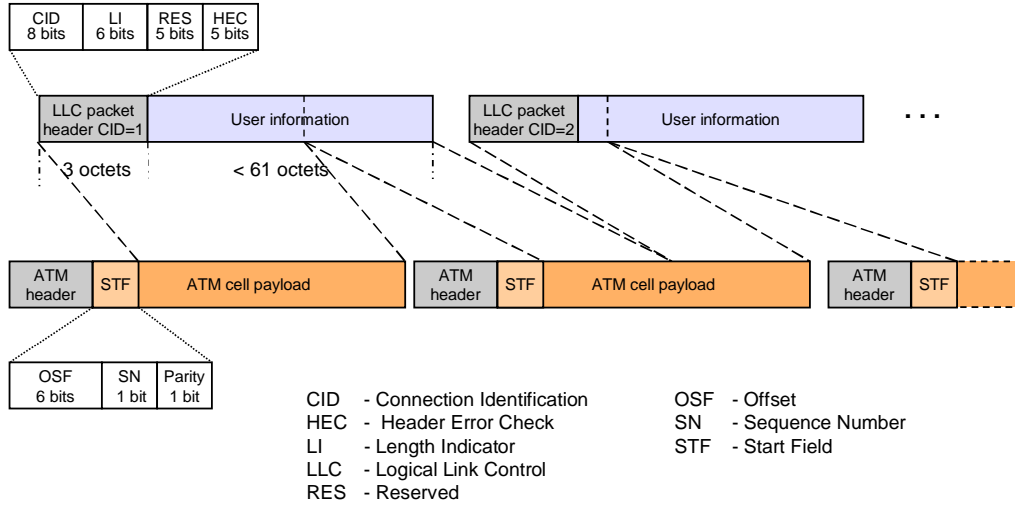 CID LI RES HEC
8 bits 6 bits 5 bits 5 bits
LLC packet
header CID=1
User information
LLC packet
header CID=2
User information
. . .
3 octets < 61 octets
ATM
header
STF
ATM cell payload
ATM
header
STF
ATM cell payload
ATM
header
STF
OSF SN Parity
6 bits 1 bit 1 bit
CID - Connection Identification
HEC - Header Error Check
LI - Length Indicator
LLC - Logical Link Control
RES - Reserved
OSF - Offset
SN - Sequence Number
STF - Start Field